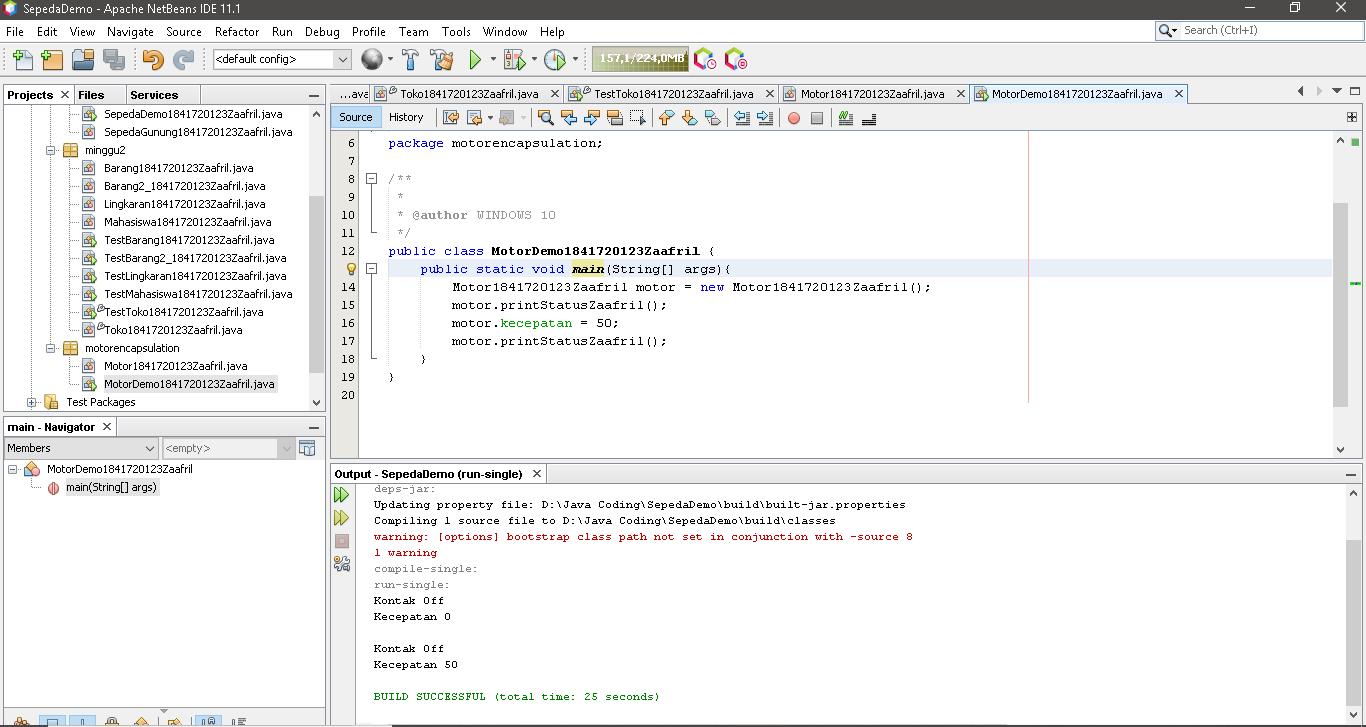 SepedaDemo - Apache NetBeans IDE 11.1
File Edit View Navigate Source Refactor Run Debug Profile Team Tools Window Help
Search (Ctrl+I)
<default config>
157,1/224,0MB
Projects Files Services
SepedaDemo1841720123Zaafril.java
SepedaGunung1841720123Zaafril.java
minggu2
Barang1841720123Zaafril.java
Barang2_1841720123Zaafril.java
Lingkaran1841720123Zaafril.java
Mahasiswa1841720123Zaafril.java
TestBarang1841720123Zaafril.java
TestBarang2_1841720123Zaafril.java
TestLingkaran1841720123Zaafril.java
TestMahasiswa1841720123Zaafril.java
TestToko1841720123Zaafril.java
Toko1841720123Zaafril.java
motorencapsulation
Motor1841720123Zaafril.java
MotorDemo1841720123Zaafril.java
Test Packages
main - Navigator
Members <empty>
MotorDemo1841720123Zaafril
main(String[] args)
...ava Toko1841720123Zaafril.java TestToko1841720123Zaafril.java Motor1841720123Zaafril.java MotorDemo1841720123Zaafril.java
Source History
6 package motorencapsulation;
7
8 /**
9 *
10 * @author WINDOWS 10
11 */
12 public class MotorDemo1841720123Zaafril {
public static void main(String[] args){
14 Motor1841720123Zaafril motor = new Motor1841720123Zaafril();
15 motor.printStatusZaafril();
16 motor.kecepatan = 50;
17 motor.printStatusZaafril();
18 }
19 }
20
Output - SepedaDemo (run-single)
deps-jar:
Updating property file: D:\Java Coding\SepedaDemo\build\built-jar.properties
Compiling 1 source file to D:\Java Coding\SepedaDemo\build\classes
warning: [options] bootstrap class path not set in conjunction with -source 8
1 warning
compile-single:
run-single:
Kontak Off
Kecepatan 0
Kontak Off
Kecepatan 50
BUILD SUCCESSFUL (total time: 25 seconds)